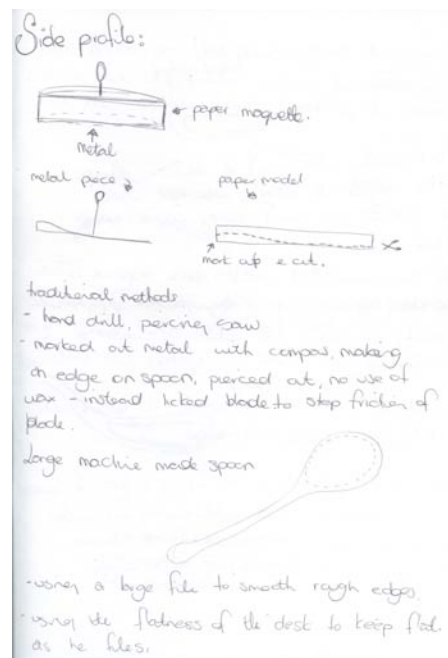 Side profile:
paper maquette.
metal
metal piece
paper model
mark up & cut.
traditional methods
- hand drill, piercing saw
- marked out metal with compas, making
an edge on spoon, pierced out, no use of
wax - instead licked blade to stop friction of
blade.
Large machine made spoon
- using a large file to smooth rough edges
- using the flatness of the desk to keep flat
as he files.